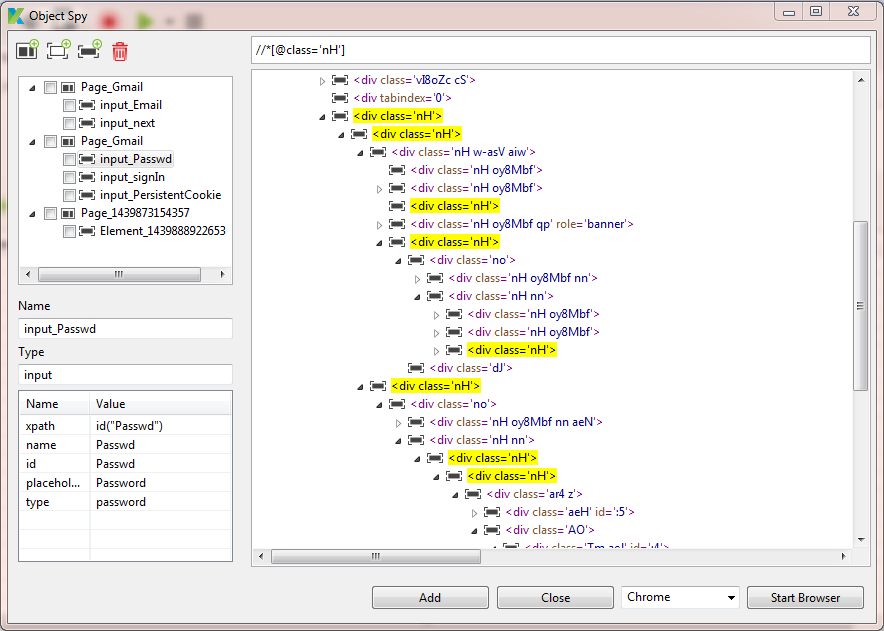 Object Spy
//*[@class='nH']
Page_Gmail
input_Email
input_next
Page_Gmail
input_Passwd
input_signIn
input_PersistentCookie
Page_1439873154357
Element_1439888922653
Name
input_Passwd
Type
input
Name Value
xpath id("Passwd")
name Passwd
id Passwd
placehol... Password
type password
<div class='vI8oZc cS'>
<div tabindex='0'>
<div class='nH'>
<div class='nH'>
<div class='nH w-asV aiw'>
<div class='nH oy8Mbf'>
<div class='nH oy8Mbf'>
<div class='nH'>
<div class='nH oy8Mbf qp' role='banner'>
<div class='nH'>
<div class='no'>
<div class='nH oy8Mbf nn'>
<div class='nH nn'>
<div class='nH oy8Mbf'>
<div class='nH oy8Mbf'>
<div class='nH'>
<div class='dJ'>
<div class='nH'>
<div class='no'>
<div class='nH oy8Mbf nn aeN'>
<div class='nH nn'>
<div class='nH'>
<div class='nH'>
<div class='ar4 z'>
<div class='aeH' id=':5'>
<div class='AO'>
<div class='Tm aeJ' id=':4'>
Add
Close
Chrome
Start Browser